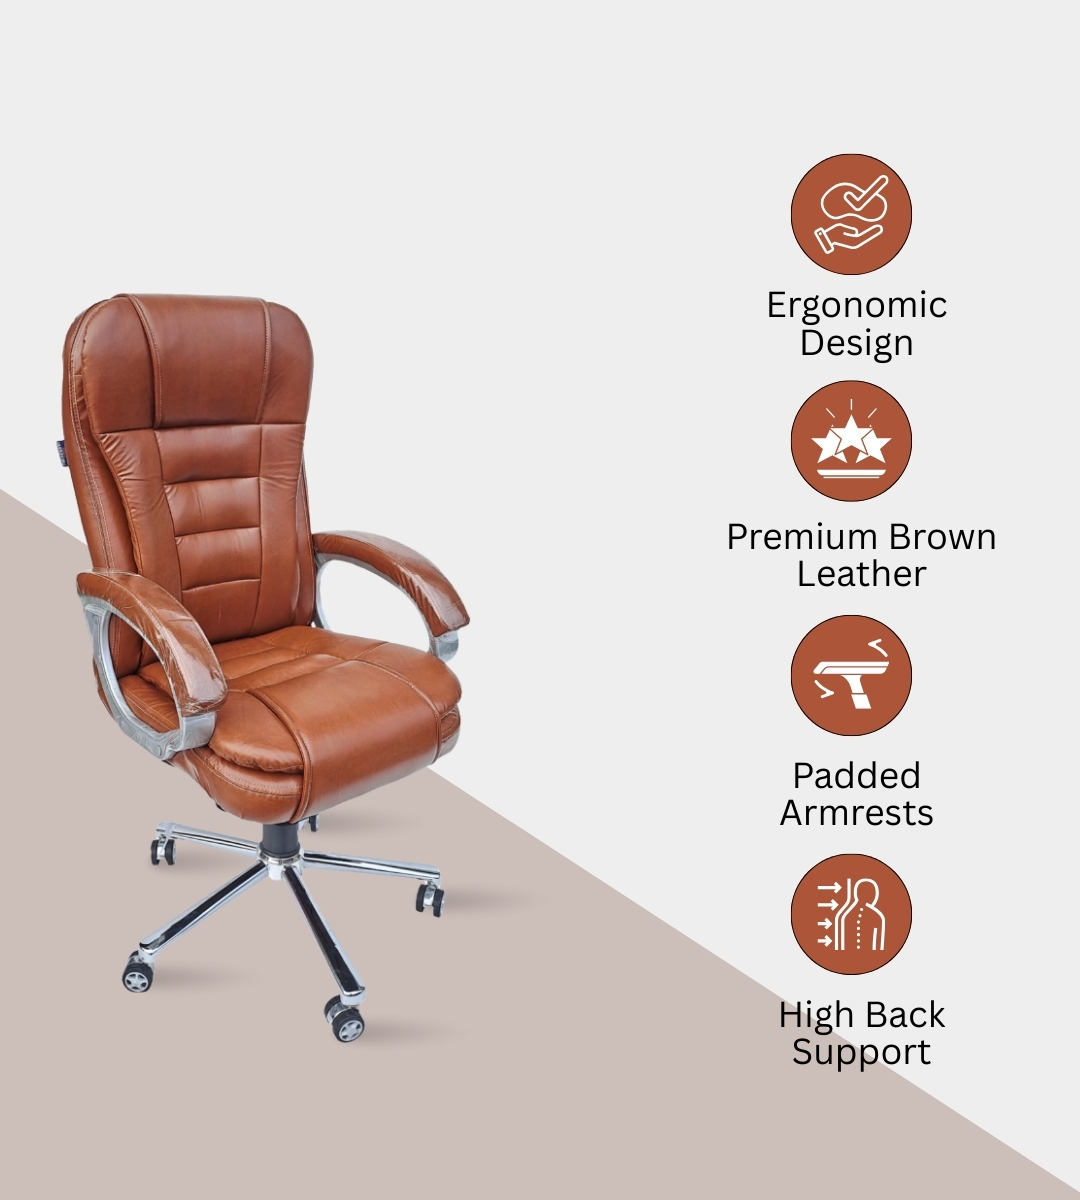 Ergonomic
Design
Premium Brown
Leather
Padded
Armrests
High Back
Support